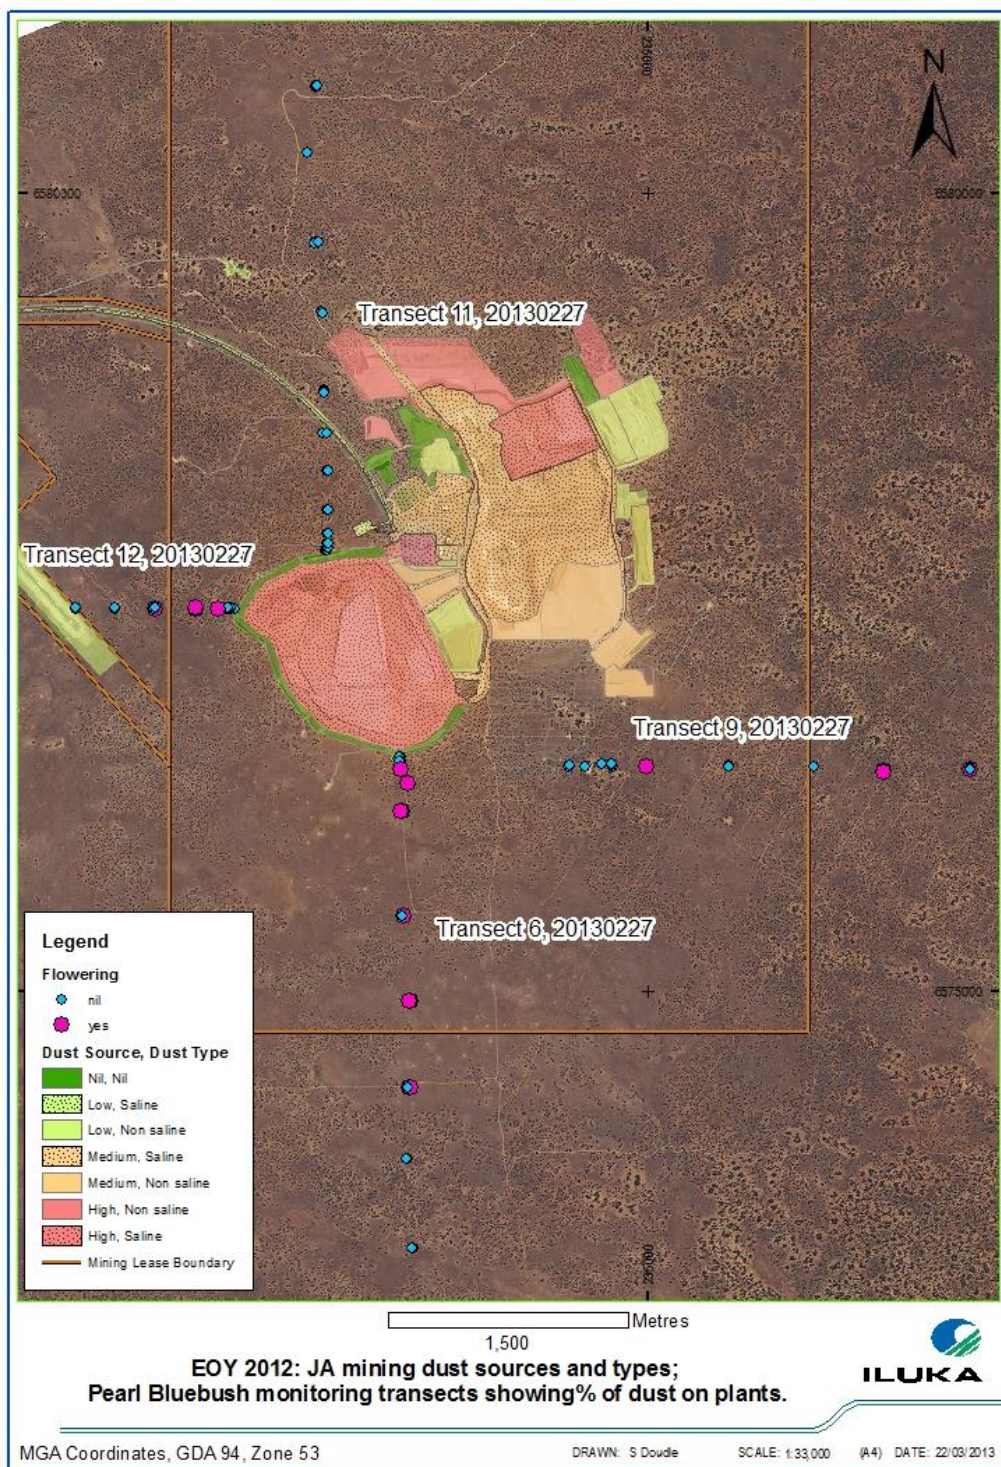 235000
N
6580000
6580000
Transect 11, 20130227
Transect 12, 20130227
Transect 9, 20130227
Transect 6, 20130227
6575000
235000
Legend
Flowering
nil
yes
Dust Source, Dust Type
Nil, Nil
Low, Saline
Low, Non saline
Medium, Saline
Medium, Non saline
High, Non saline
High, Saline
Mining Lease Boundary
Metres
1,500
EOY 2012: JA mining dust sources and types;
Pearl Bluebush monitoring transects showing% of dust on plants.
ILUKA
MGA Coordinates, GDA 94, Zone 53
DRAWN: S Doudle
SCALE: 1:33,000
(A4) DATE: 22/03/2013